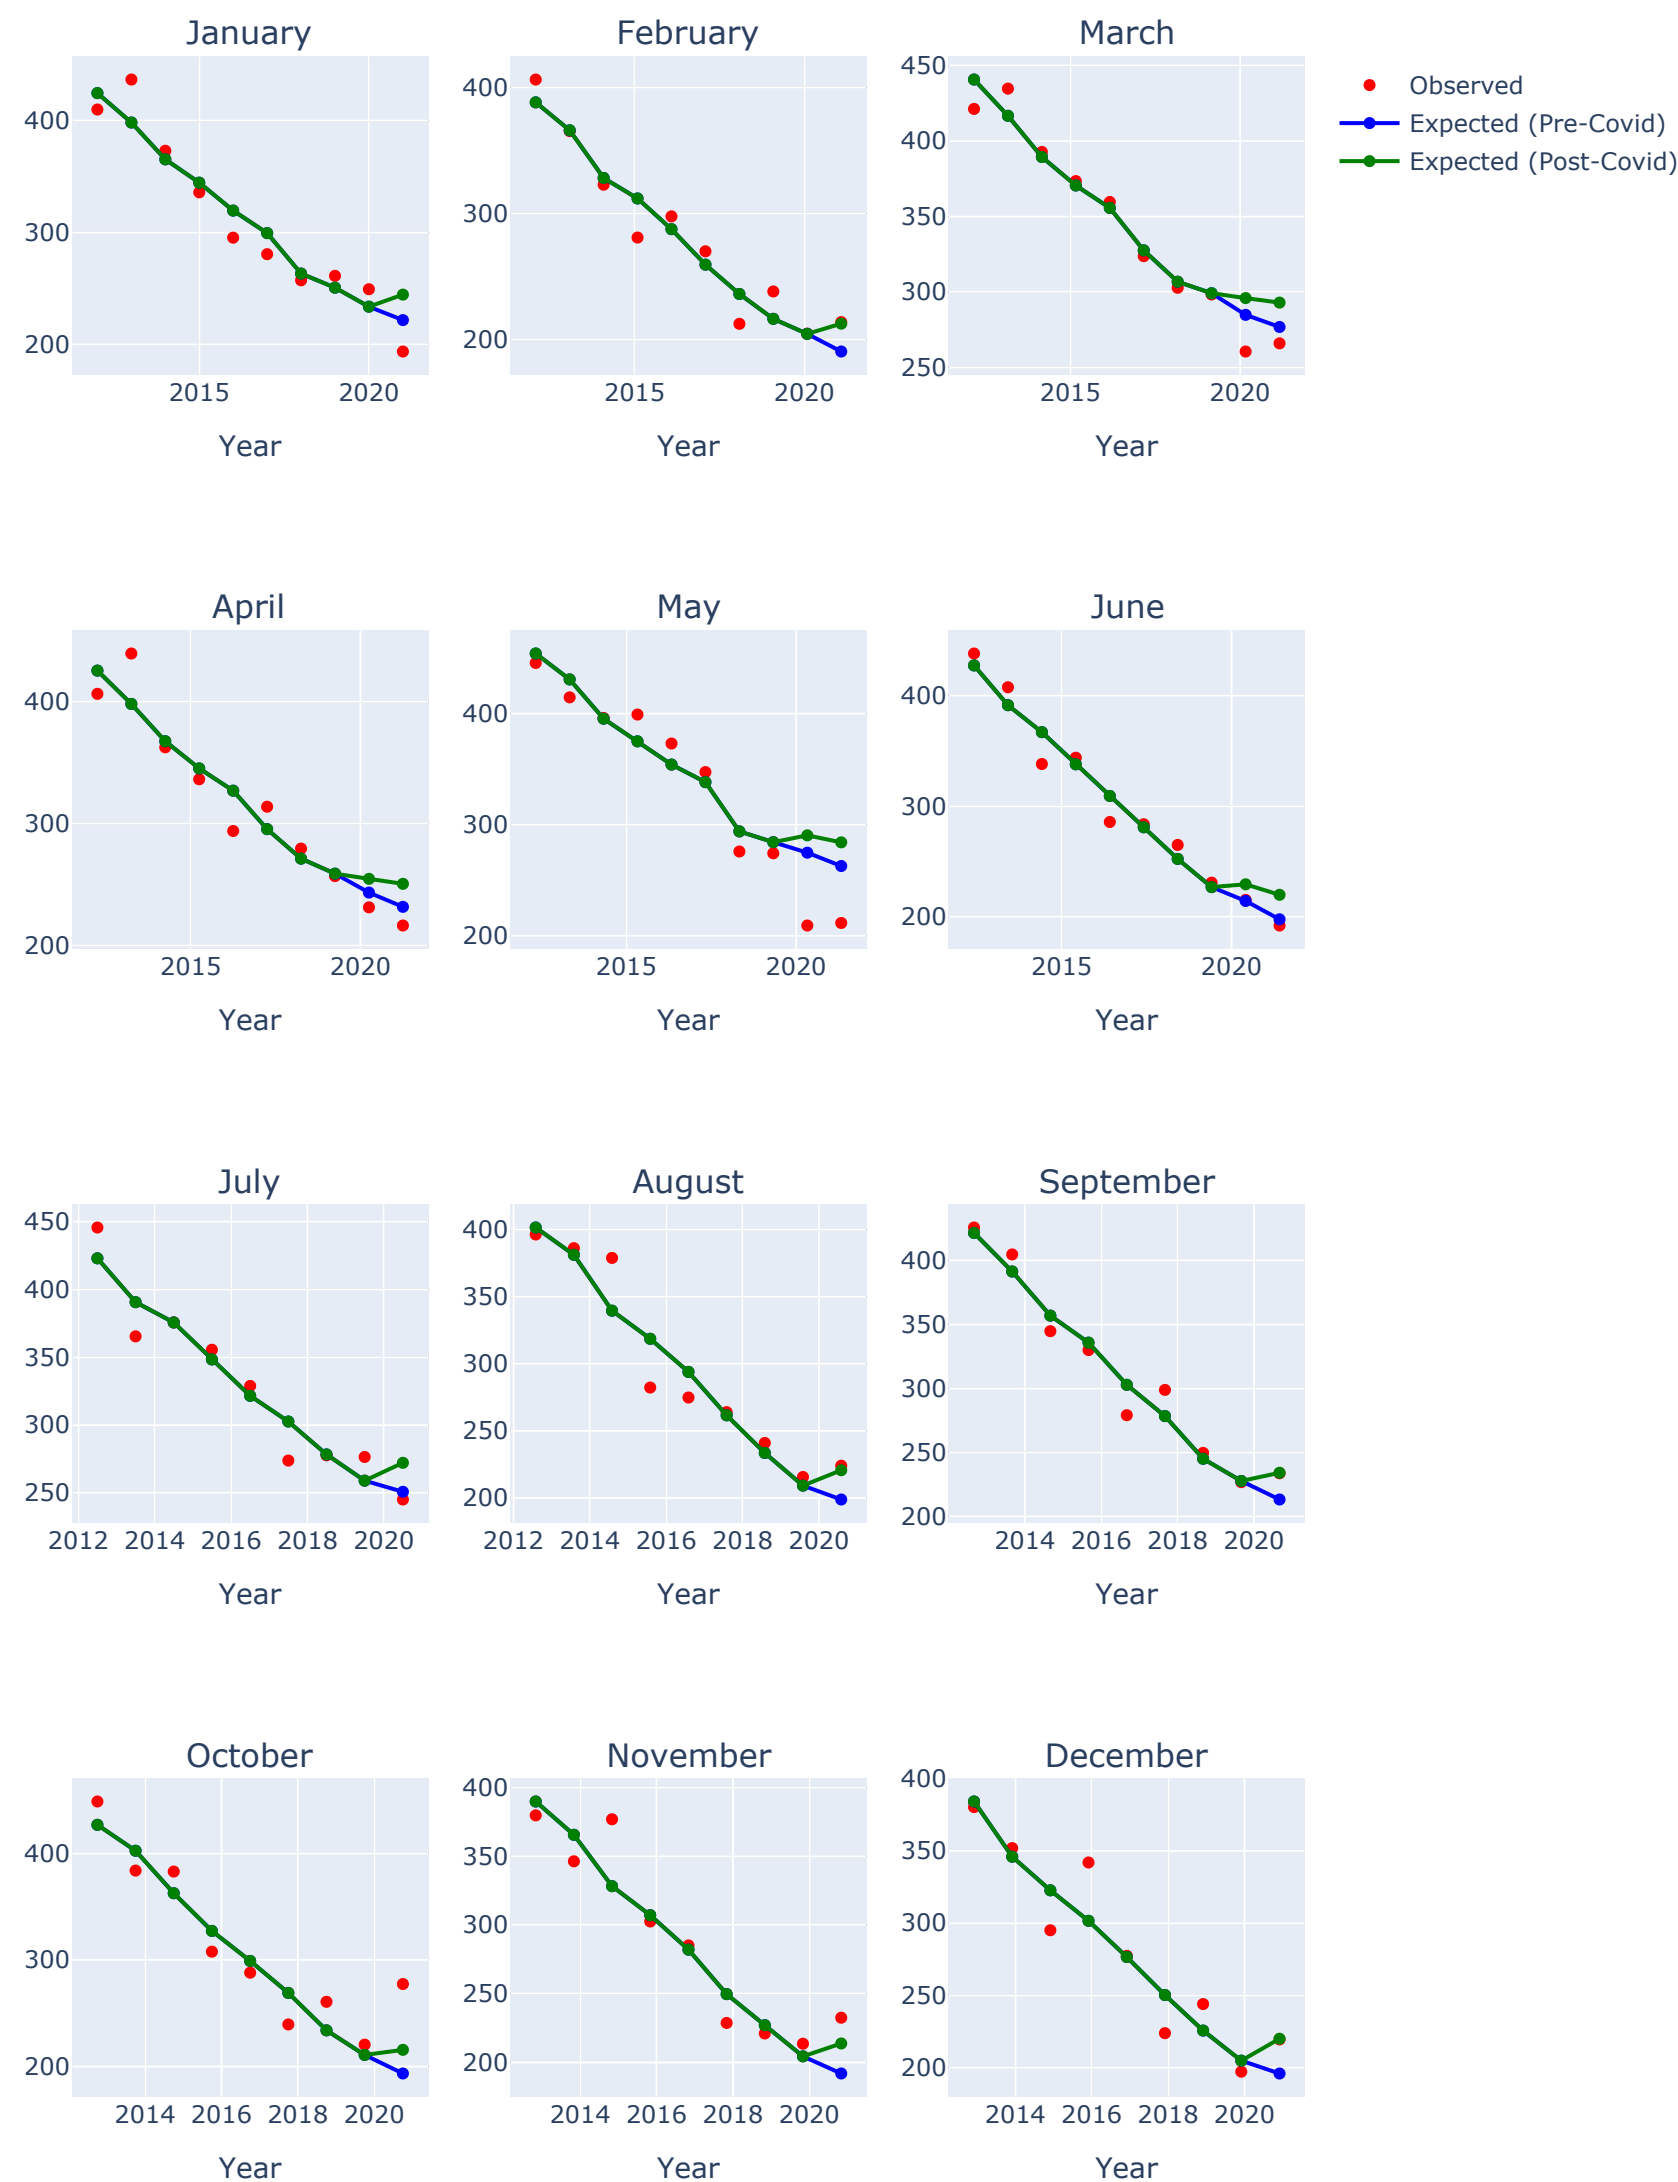 January
February
March
400
300
200
2015
2020
Year
400
300
200
2015
2020
Year
450
400
350
300
250
2015
2020
Year
Observed
Expected (Pre-Covid)
Expected (Post-Covid)
April
May
June
400
300
200
2015
2020
Year
400
300
200
2015
2020
Year
400
300
200
2015
2020
Year
July
August
September
450
400
350
300
250
2012 2014 2016 2018 2020
Year
400
350
300
250
200
2012 2014 2016 2018 2020
Year
400
350
300
250
200
2014 2016 2018 2020
Year
October
November
December
400
300
200
2014 2016 2018 2020
Year
400
350
300
250
200
2014 2016 2018 2020
Year
400
350
300
250
200
2014 2016 2018 2020
Year